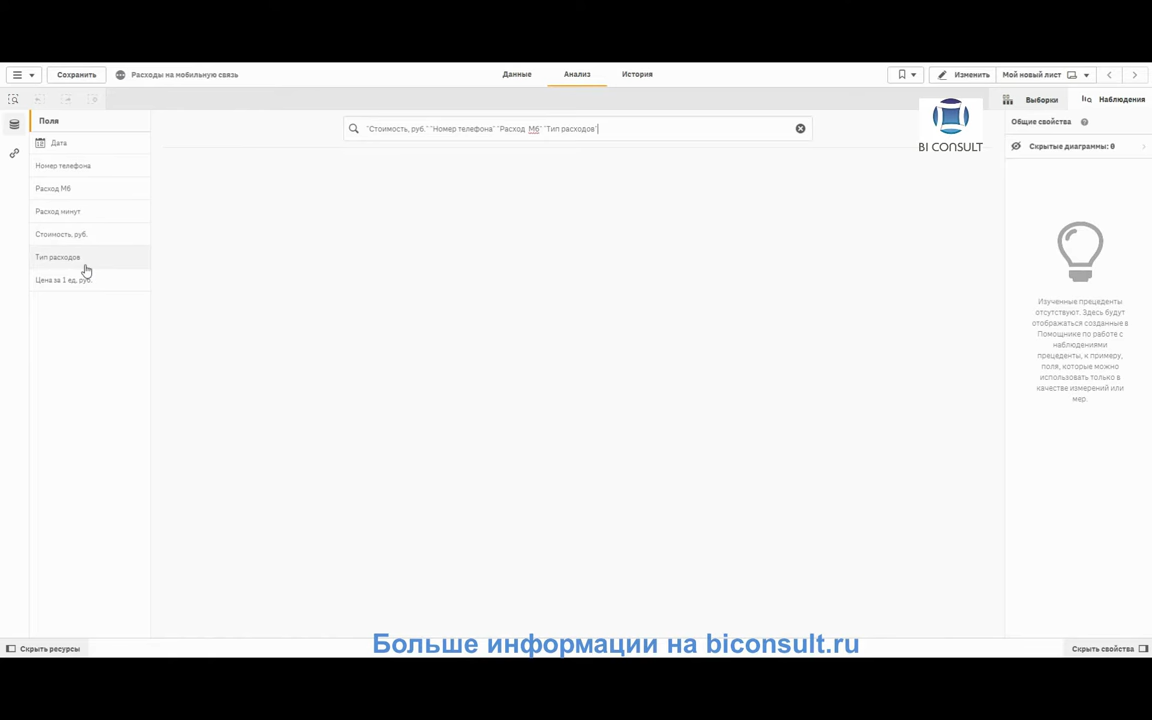 Сохранить
Расходы на мобильную связь
Данные
Анализ
История
Изменить
Мой новый лист
Выборки
Наблюдения
Поля
Дата
Номер телефона
Расход Мб
Расход минут
Стоимость, руб.
Тип расходов
Цена за 1 ед, руб.
"Стоимость, руб." "Номер телефона" "Расход Мб" "Тип расходов"
BI CONSULT
Общие свойства
Скрытые диаграммы: 0
Изученные прецеденты
отсутствуют. Здесь будут
отображаться созданные в
Помощнике по работе с
наблюдениями
прецеденты, к примеру,
поля, которые можно
использовать только в
качестве измерений или
мер.
Скрыть ресурсы
Больше информации на biconsult.ru
Скрыть свойства